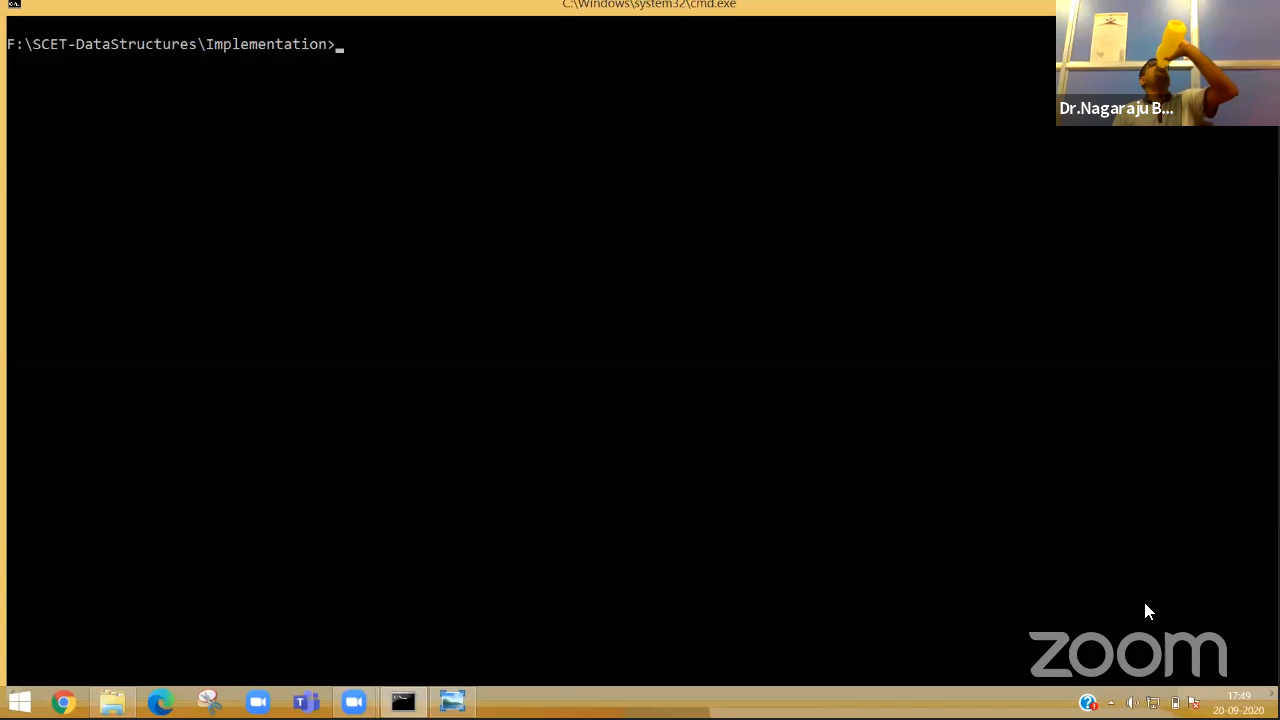 C:\Windows\system32\cmd.exe
F:\SCET-DataStructures\Implementation>
Dr.Nagaraju B...
zoom
17:49
20-09-2020